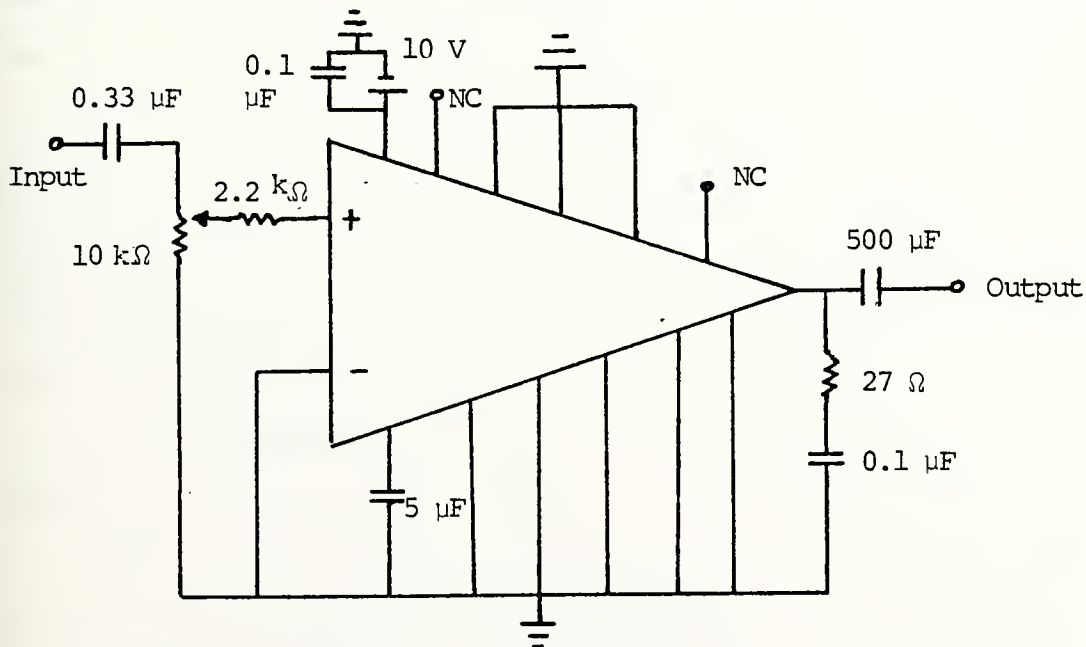 10 V
0.1
µF
NC
0.33 µF
Input
2.2 kΩ
+
10 kΩ
NC
500 µF
Output
-
27 Ω
0.1 µF
5 µF